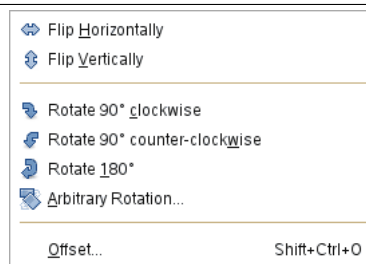 Flip Horizontally
Flip Vertically
Rotate 90° clockwise
Rotate 90° counter-clockwise
Rotate 180°
Arbitrary Rotation...
Offset... Shift+Ctrl+O